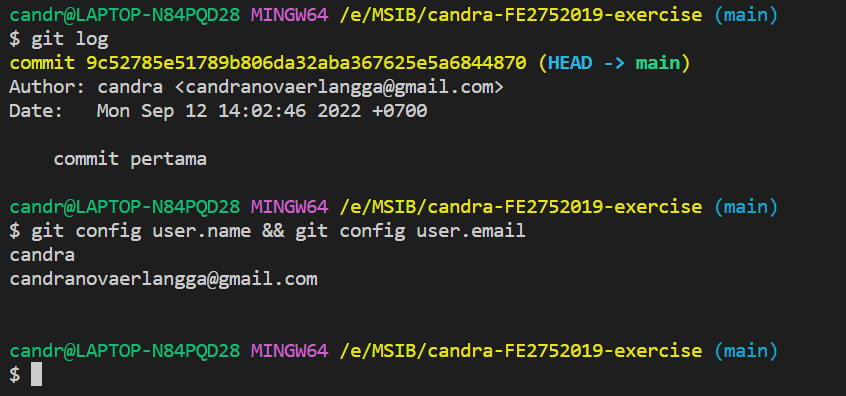 candr@LAPTOP-N84PQD28 MINGW64 /e/MSIB/candra-FE2752019-exercise (main)
$ git log
commit 9c52785e51789b806da32aba367625e5a6844870 (HEAD -> main)
Author: candra <candranovaerlangga@gmail.com>
Date:   Mon Sep 12 14:02:46 2022 +0700
    commit pertama
candr@LAPTOP-N84PQD28 MINGW64 /e/MSIB/candra-FE2752019-exercise (main)
$ git config user.name && git config user.email
candra
candranovaerlangga@gmail.com
candr@LAPTOP-N84PQD28 MINGW64 /e/MSIB/candra-FE2752019-exercise (main)
$